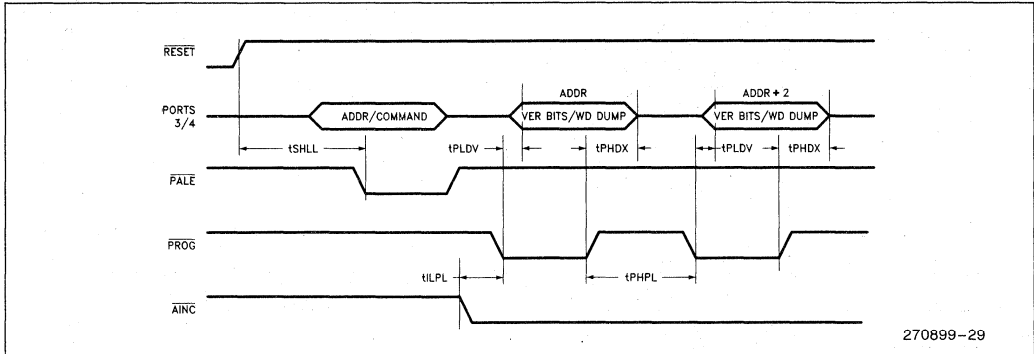 RESET
ADDR
ADDR + 2
PORTS
3/4
ADDR/COMMAND
VER BITS/WD DUMP
VER BITS/WD DUMP
tSHLL
tPLDV
tPHDX
tPLDV
tPHDX
PALE
PROG
tILPL
tPHPL
AINC
270899-29